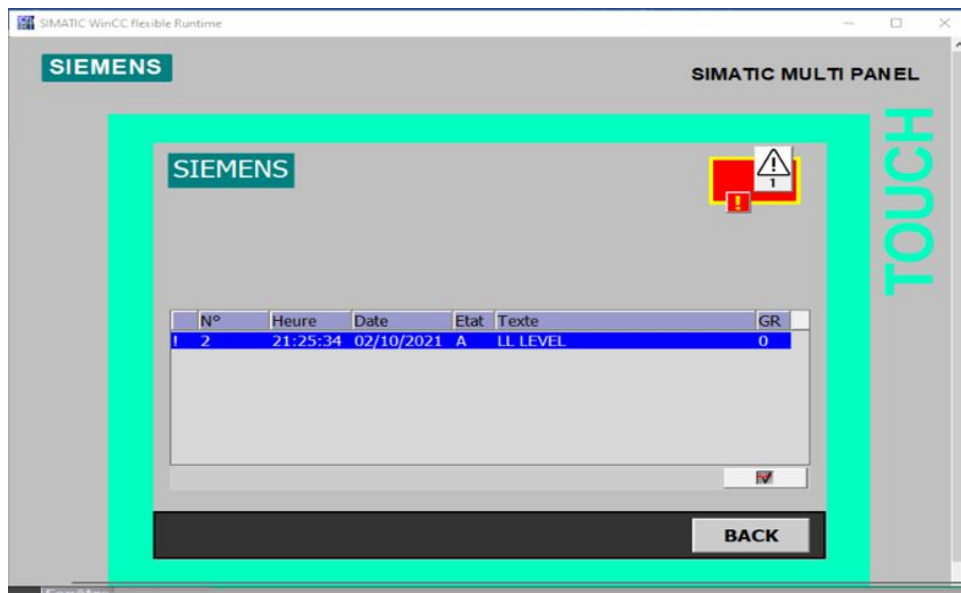 SIMATIC WinCC flexible Runtime
SIEMENS
SIMATIC MULTI PANEL
TOUCH
SIEMENS
!
1
!
N° Heure Date Etat Texte GR
! 2 21:25:34 02/10/2021 A LL LEVEL 0
BACK